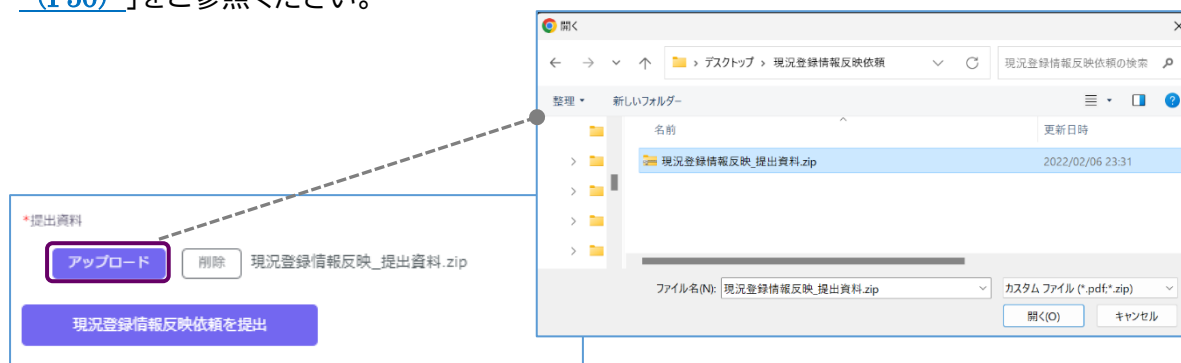 (P30)」をご参照ください。
開く
デスクトップ › 現況登録情報反映依頼
現況登録情報反映依頼の検索
整理
新しいフォルダー
名前
更新日時
現況登録情報反映_提出資料.zip
2022/02/06 23:31
ファイル名(N):
現況登録情報反映_提出資料.zip
カスタム ファイル (*.pdf;*.zip)
開く(O)
キャンセル
*提出資料
アップロード
削除
現況登録情報反映_提出資料.zip
現況登録情報反映依頼を提出